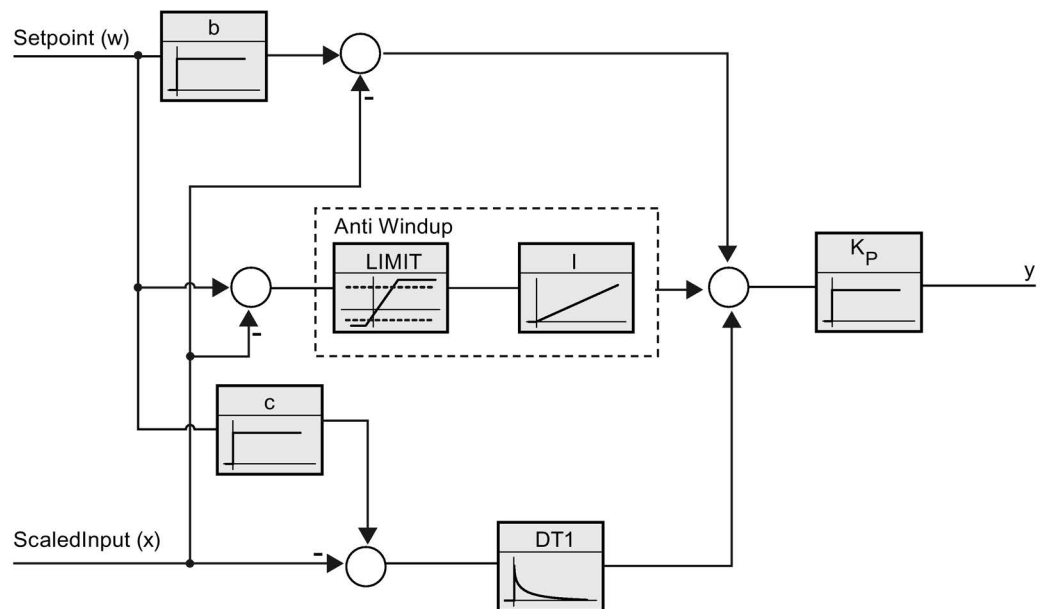 b
Setpoint (w)
-
Anti Windup
LIMIT
I
K_P
y
-
c
ScaledInput (x)
-
DT1